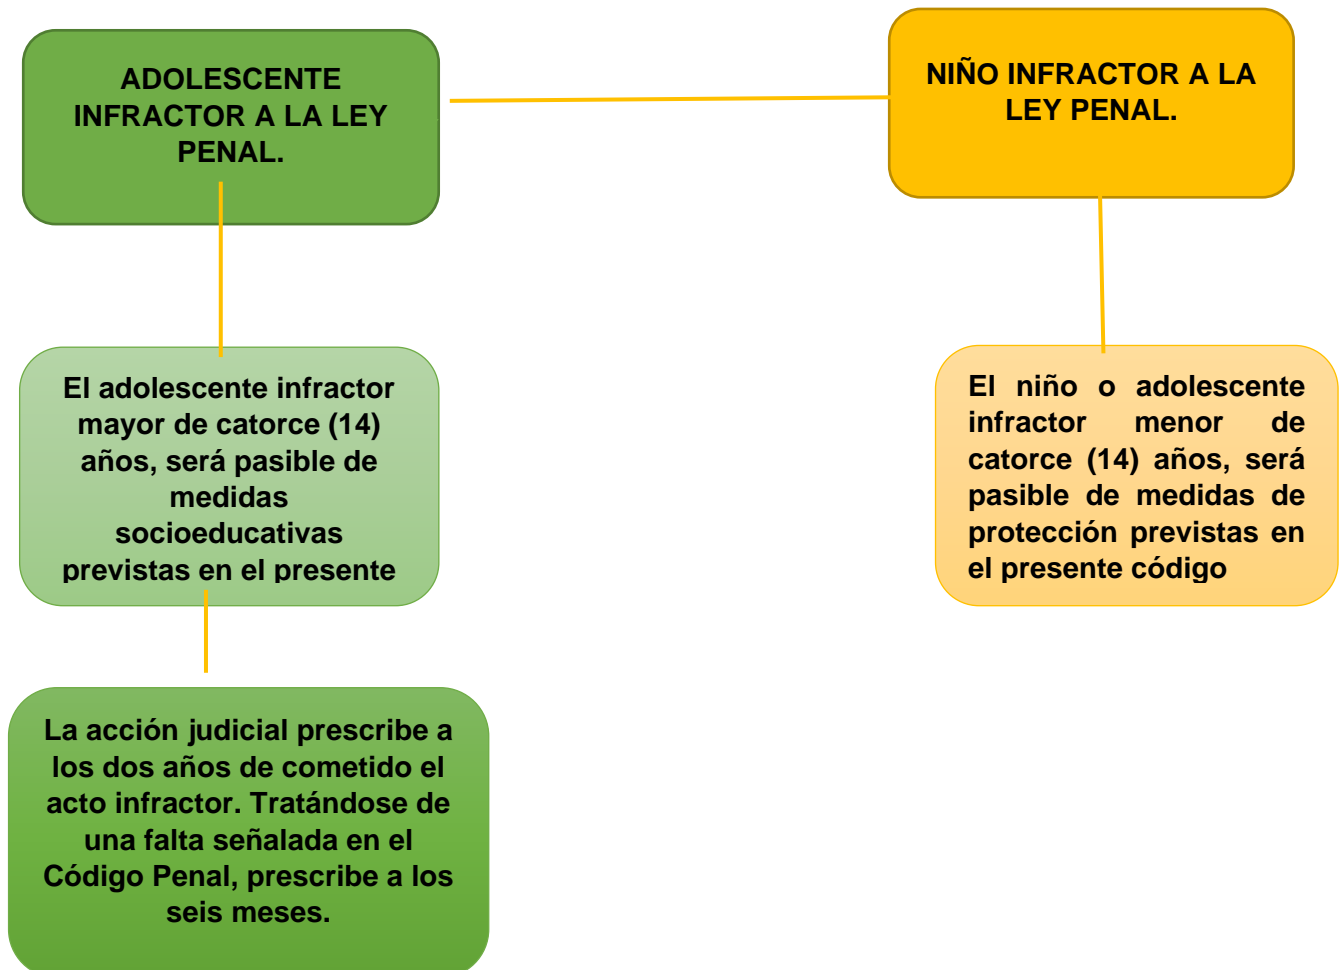 ADOLESCENTE
INFRACTOR A LA LEY
PENAL.
NIÑO INFRACTOR A LA
LEY PENAL.
El adolescente infractor
mayor de catorce (14)
años, será pasible de
medidas
socioeducativas
previstas en el presente
El niño o adolescente
infractor menor de
catorce (14) años, será
pasible de medidas de
protección previstas en
el presente código
La acción judicial prescribe a
los dos años de cometido el
acto infractor. Tratándose de
una falta señalada en el
Código Penal, prescribe a los
seis meses.